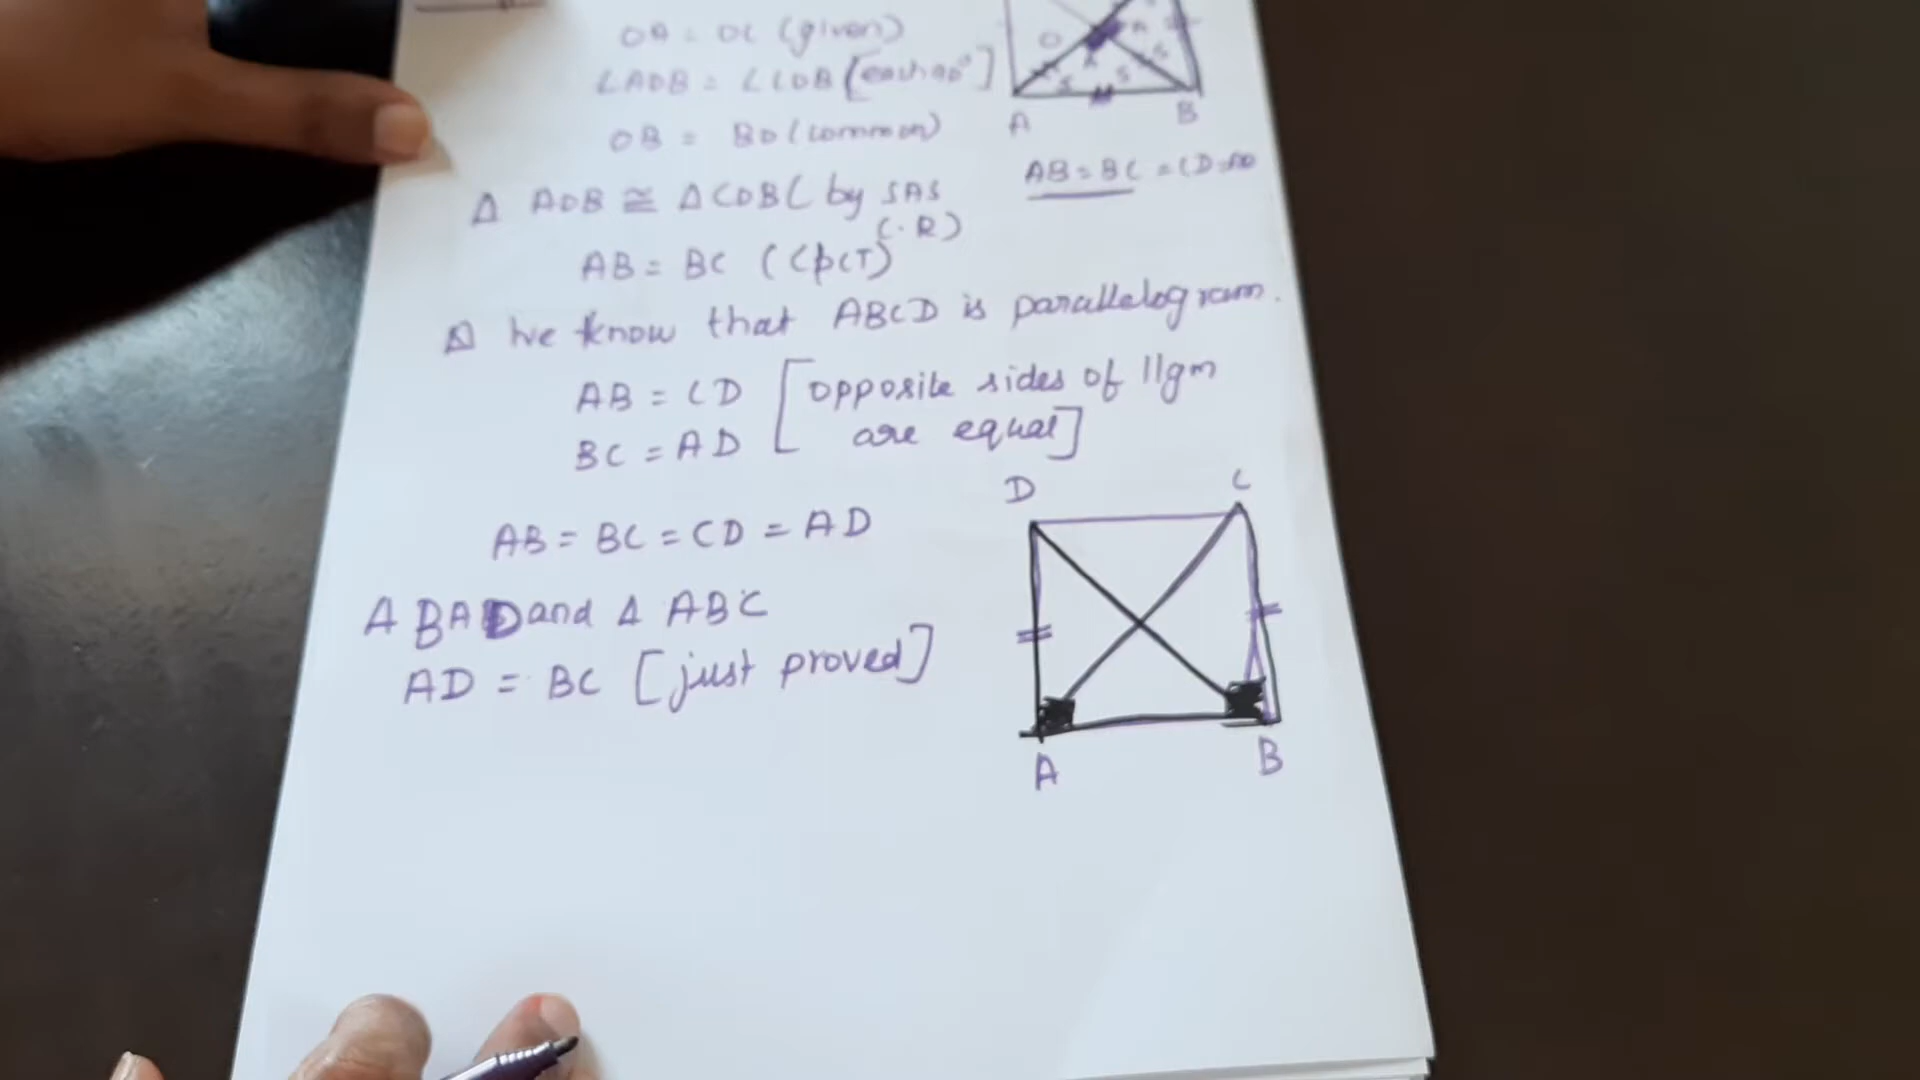 OA = OC (given)
∠AOB = ∠COB [each 90°]
OB = BO (common)
A B
AB = BC = CD = AD
Δ AOB ≅ Δ COB ( by SAS
C.R)
AB = BC (CPCT)
We know that ABCD is parallelogram.
AB = CD [opposite sides of ||gm
BC = AD are equal]
D C
AB = BC = CD = AD
Δ BAD and Δ ABC
AD = BC [just proved]
A B